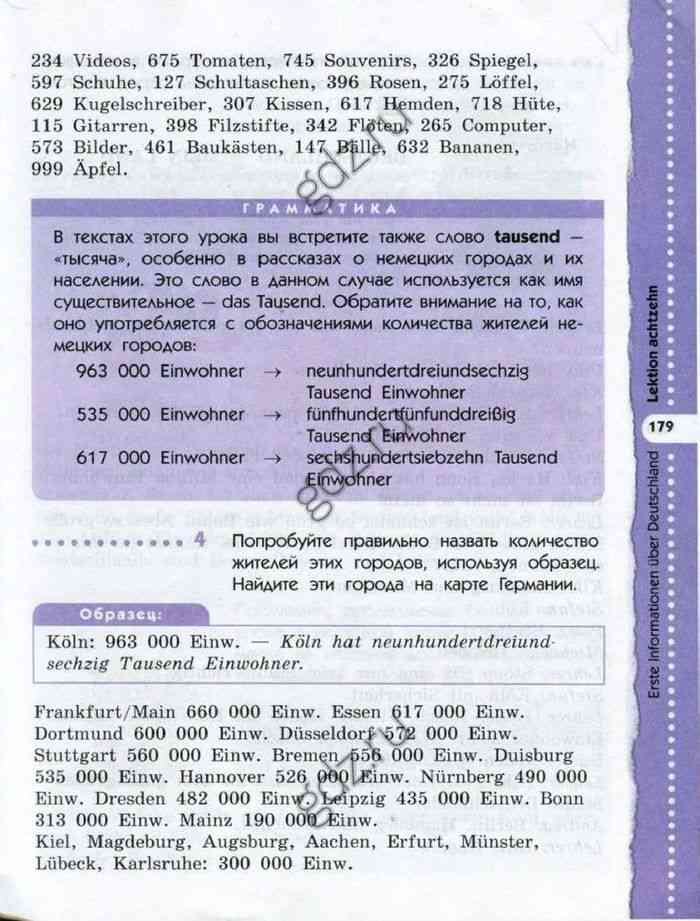 234 Videos, 675 Tomaten, 745 Souvenirs, 326 Spiegel,
597 Schuhe, 127 Schultaschen, 396 Rosen, 275 Löffel,
629 Kugelschreiber, 307 Kissen, 617 Hemden, 718 Hüte,
115 Gitarren, 398 Filzstifte, 342 Flöten, 265 Computer,
573 Bilder, 461 Baukästen, 147 Bälle, 632 Bananen,
999 Äpfel.
ГРАММАТИКА
В текстах этого урока вы встретите также слово tausend —
«тысяча», особенно в рассказах о немецких городах и их
населении. Это слово в данном случае используется как имя
существительное — das Tausend. Обратите внимание на то, как
оно употребляется с обозначениями количества жителей не-
мецких городов:
963 000 Einwohner → neunhundertdreiundsechzig
Tausend Einwohner
535 000 Einwohner → fünfhundertfünfunddreißig
Tausend Einwohner
617 000 Einwohner → sechshundertsiebzehn Tausend
Einwohner
4 Попробуйте правильно назвать количество
жителей этих городов, используя образец.
Найдите эти города на карте Германии.
Образец:
Köln: 963 000 Einw. — Köln hat neunhundertdreiund-
sechzig Tausend Einwohner.
Frankfurt/Main 660 000 Einw. Essen 617 000 Einw.
Dortmund 600 000 Einw. Düsseldorf 572 000 Einw.
Stuttgart 560 000 Einw. Bremen 556 000 Einw. Duisburg
535 000 Einw. Hannover 526 000 Einw. Nürnberg 490 000
Einw. Dresden 482 000 Einw. Leipzig 435 000 Einw. Bonn
313 000 Einw. Mainz 190 000 Einw.
Kiel, Magdeburg, Augsburg, Aachen, Erfurt, Münster,
Lübeck, Karlsruhe: 300 000 Einw.
Lektion achtzehn
179
Erste Informationen über Deutschland
gdz.ru
gdz.ru
gdz.ru